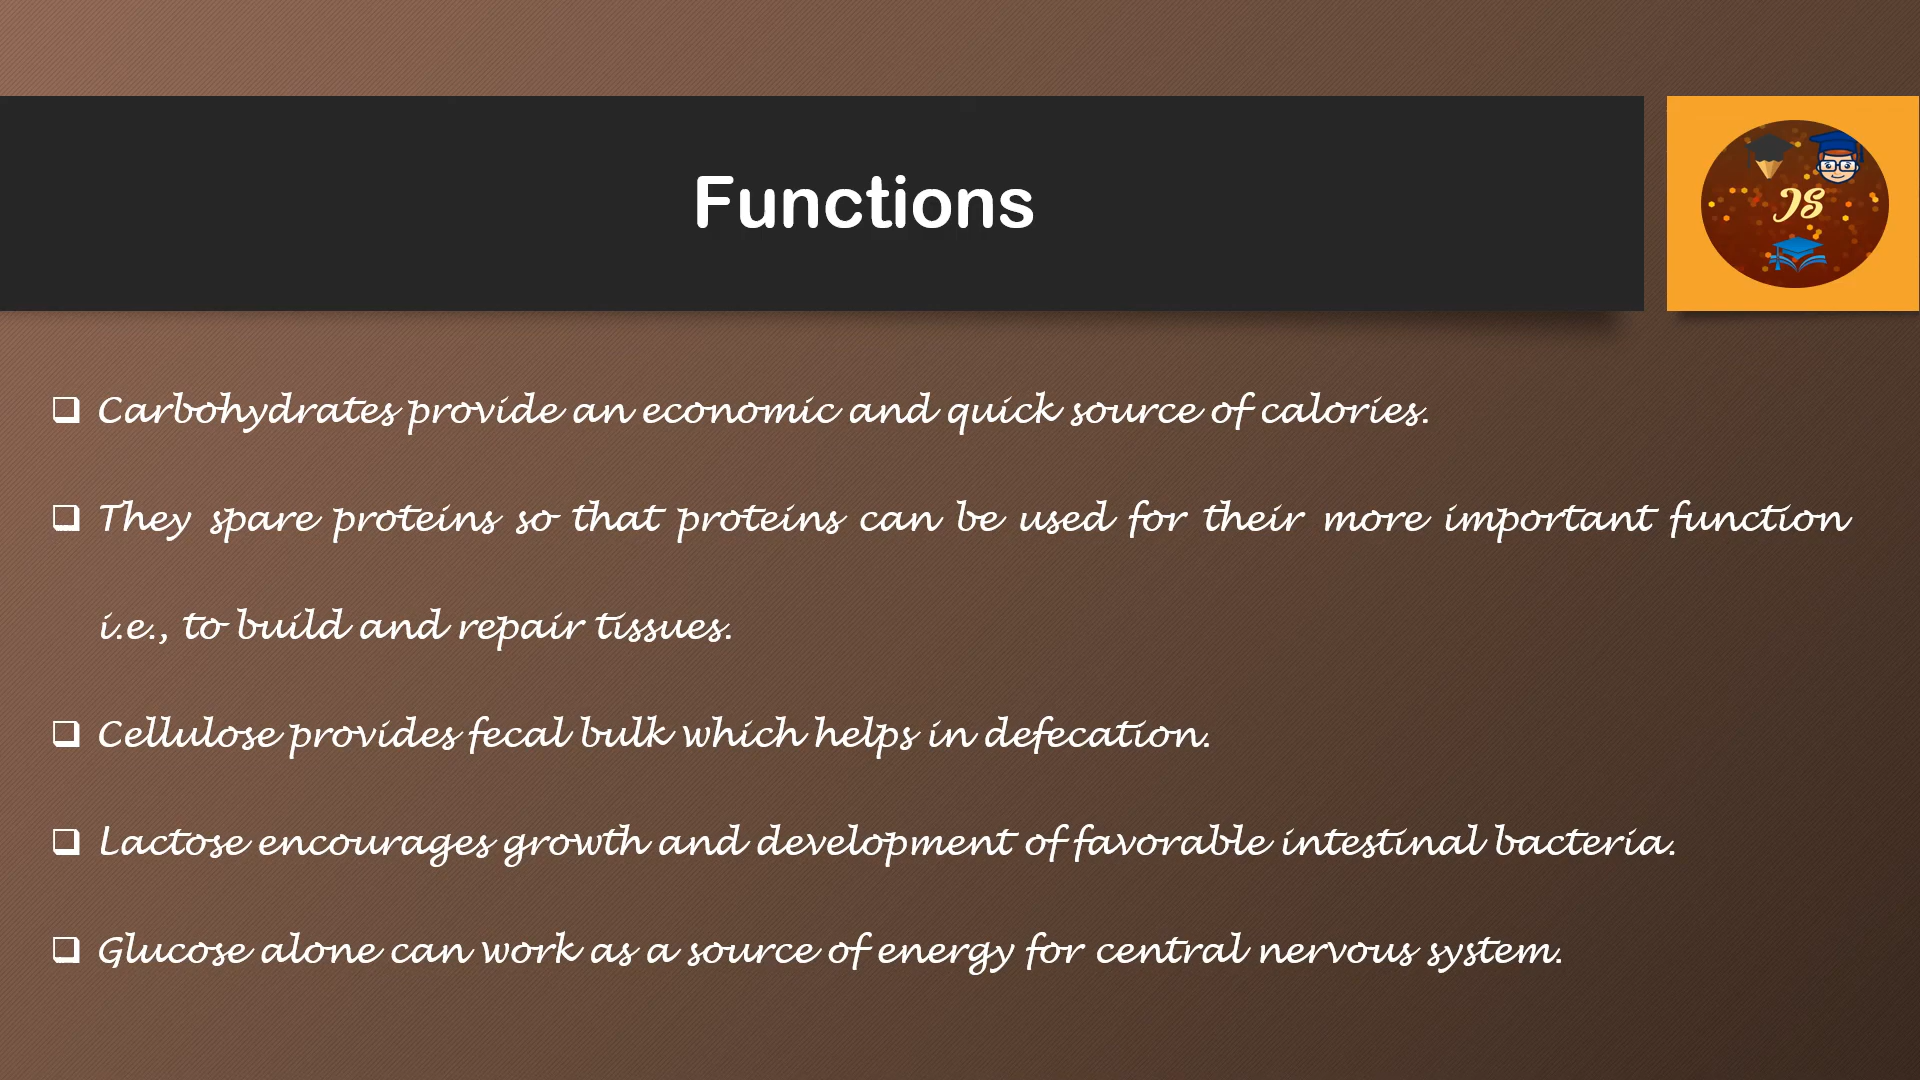 Functions
JS
❑ Carbohydrates provide an economic and quick source of calories.
❑ They spare proteins so that proteins can be used for their more important function
i.e., to build and repair tissues.
❑ Cellulose provides fecal bulk which helps in defecation.
❑ Lactose encourages growth and development of favorable intestinal bacteria.
❑ Glucose alone can work as a source of energy for central nervous system.